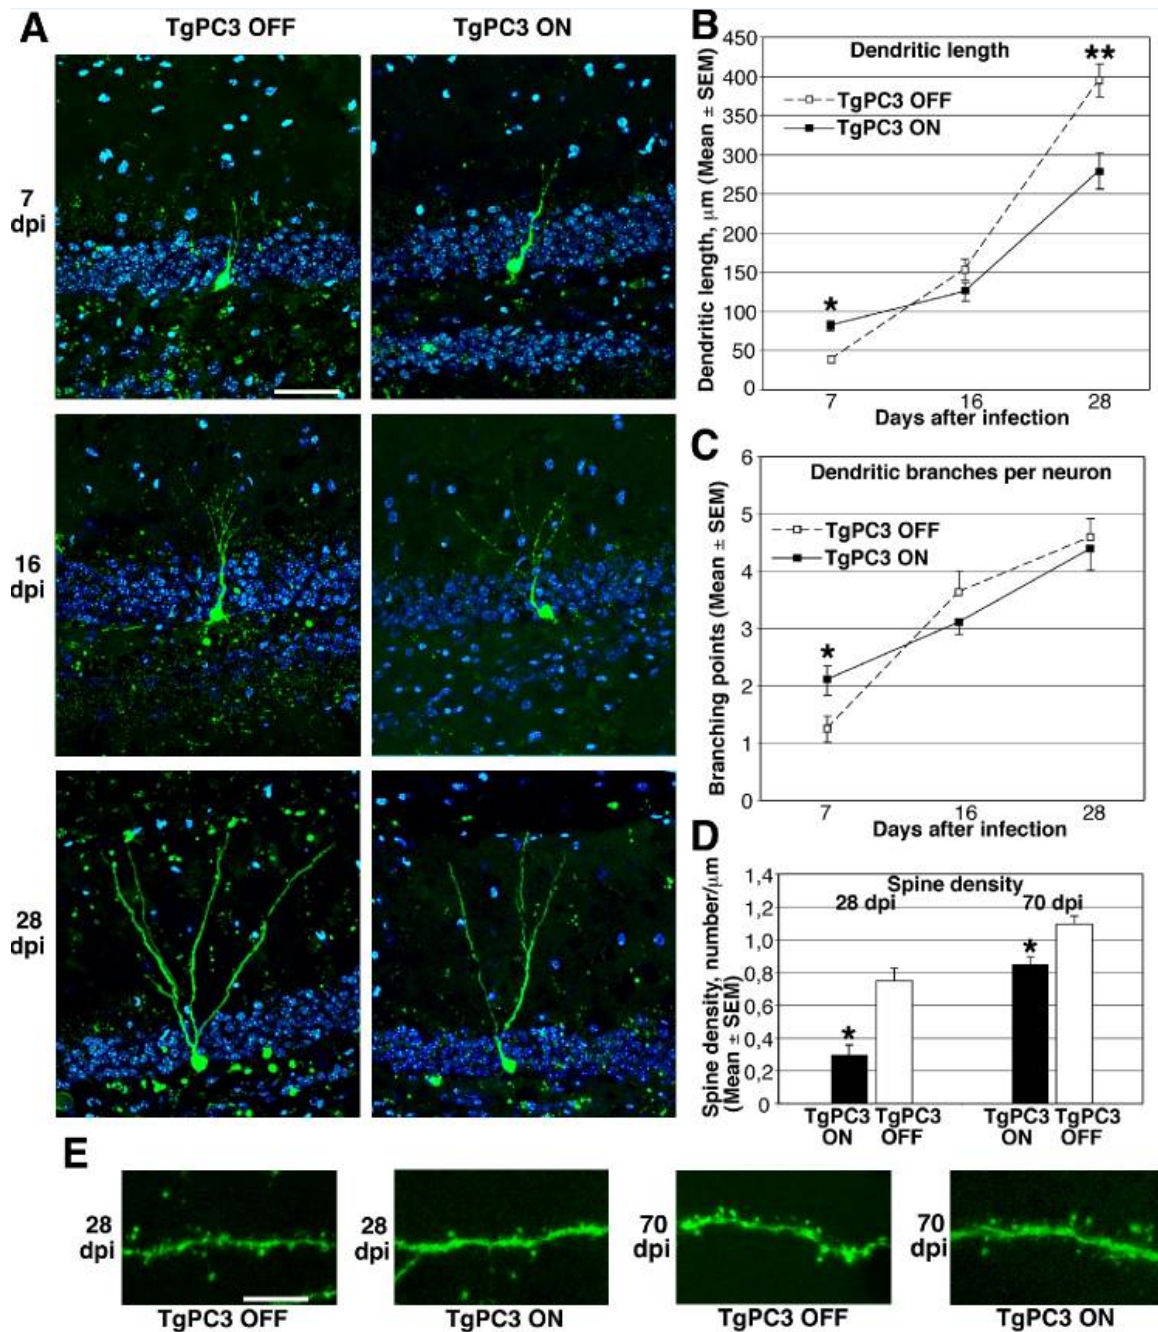 A
TgPC3 OFF
TgPC3 ON
7
dpi
16
dpi
28
dpi
B
Dendritic length
TgPC3 OFF
TgPC3 ON
**
*
450
400
350
300
250
200
150
100
50
0
Dendritic length, μm (Mean ± SEM)
7
16
28
Days after infection
C
Dendritic branches per neuron
TgPC3 OFF
TgPC3 ON
*
6
5
4
3
2
1
0
Branching points (Mean ± SEM)
7
16
28
Days after infection
D
Spine density
28 dpi
70 dpi
*
*
1,4
1,2
1,0
0,8
0,6
0,4
0,2
0
Spine density, number/μm
(Mean ± SEM)
TgPC3
ON
TgPC3
OFF
TgPC3
ON
TgPC3
OFF
E
28
dpi
TgPC3 OFF
28
dpi
TgPC3 ON
70
dpi
TgPC3 OFF
70
dpi
TgPC3 ON